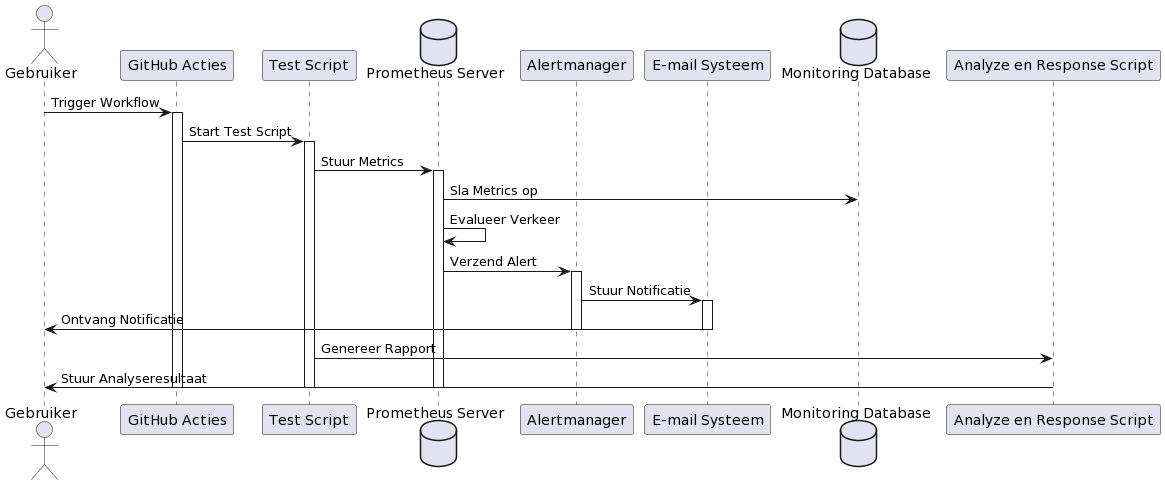 Gebruiker
GitHub Acties
Test Script
Prometheus Server
Alertmanager
E-mail Systeem
Monitoring Database
Analyze en Response Script
Trigger Workflow
Start Test Script
Stuur Metrics
Sla Metrics op
Evalueer Verkeer
Verzend Alert
Stuur Notificatie
Ontvang Notificatie
Genereer Rapport
Stuur Analyseresultaat
Gebruiker
GitHub Acties
Test Script
Prometheus Server
Alertmanager
E-mail Systeem
Monitoring Database
Analyze en Response Script